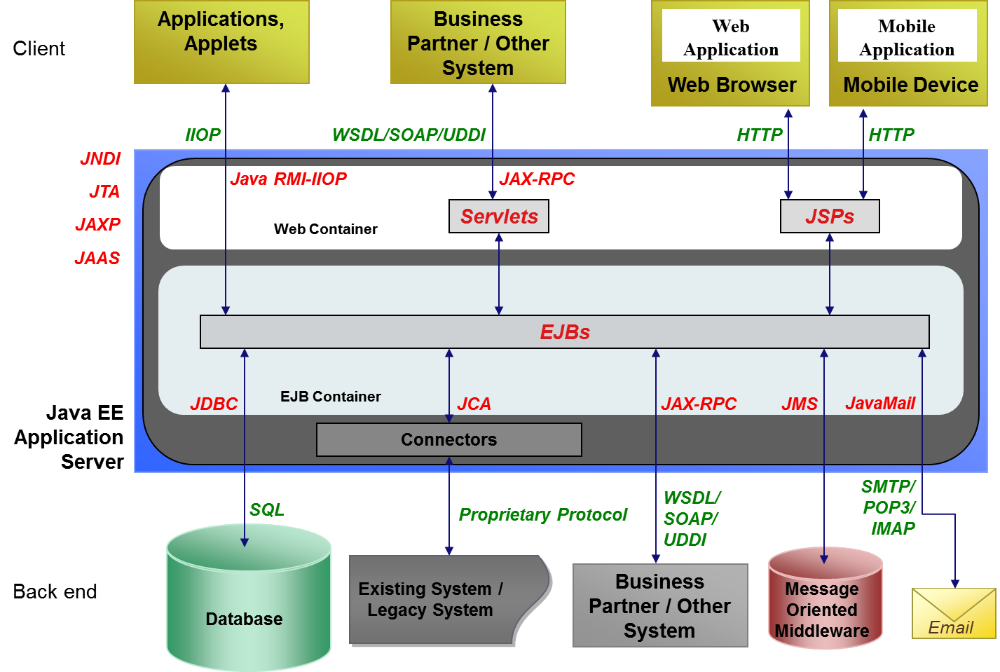 Client
Applications,
Applets
Business
Partner / Other
System
Web
Application
Web Browser
Mobile
Application
Mobile Device
IIOP
WSDL/SOAP/UDDI
HTTP
HTTP
JNDI
JTA
JAXP
JAAS
Java RMI-IIOP
JAX-RPC
Servlets
JSPs
Web Container
EJBs
EJB Container
JDBC
JCA
JAX-RPC
JMS
JavaMail
Connectors
Java EE
Application
Server
SQL
Proprietary Protocol
WSDL/
SOAP/
UDDI
SMTP/
POP3/
IMAP
Back end
Database
Existing System /
Legacy System
Business
Partner / Other
System
Message
Oriented
Middleware
Email